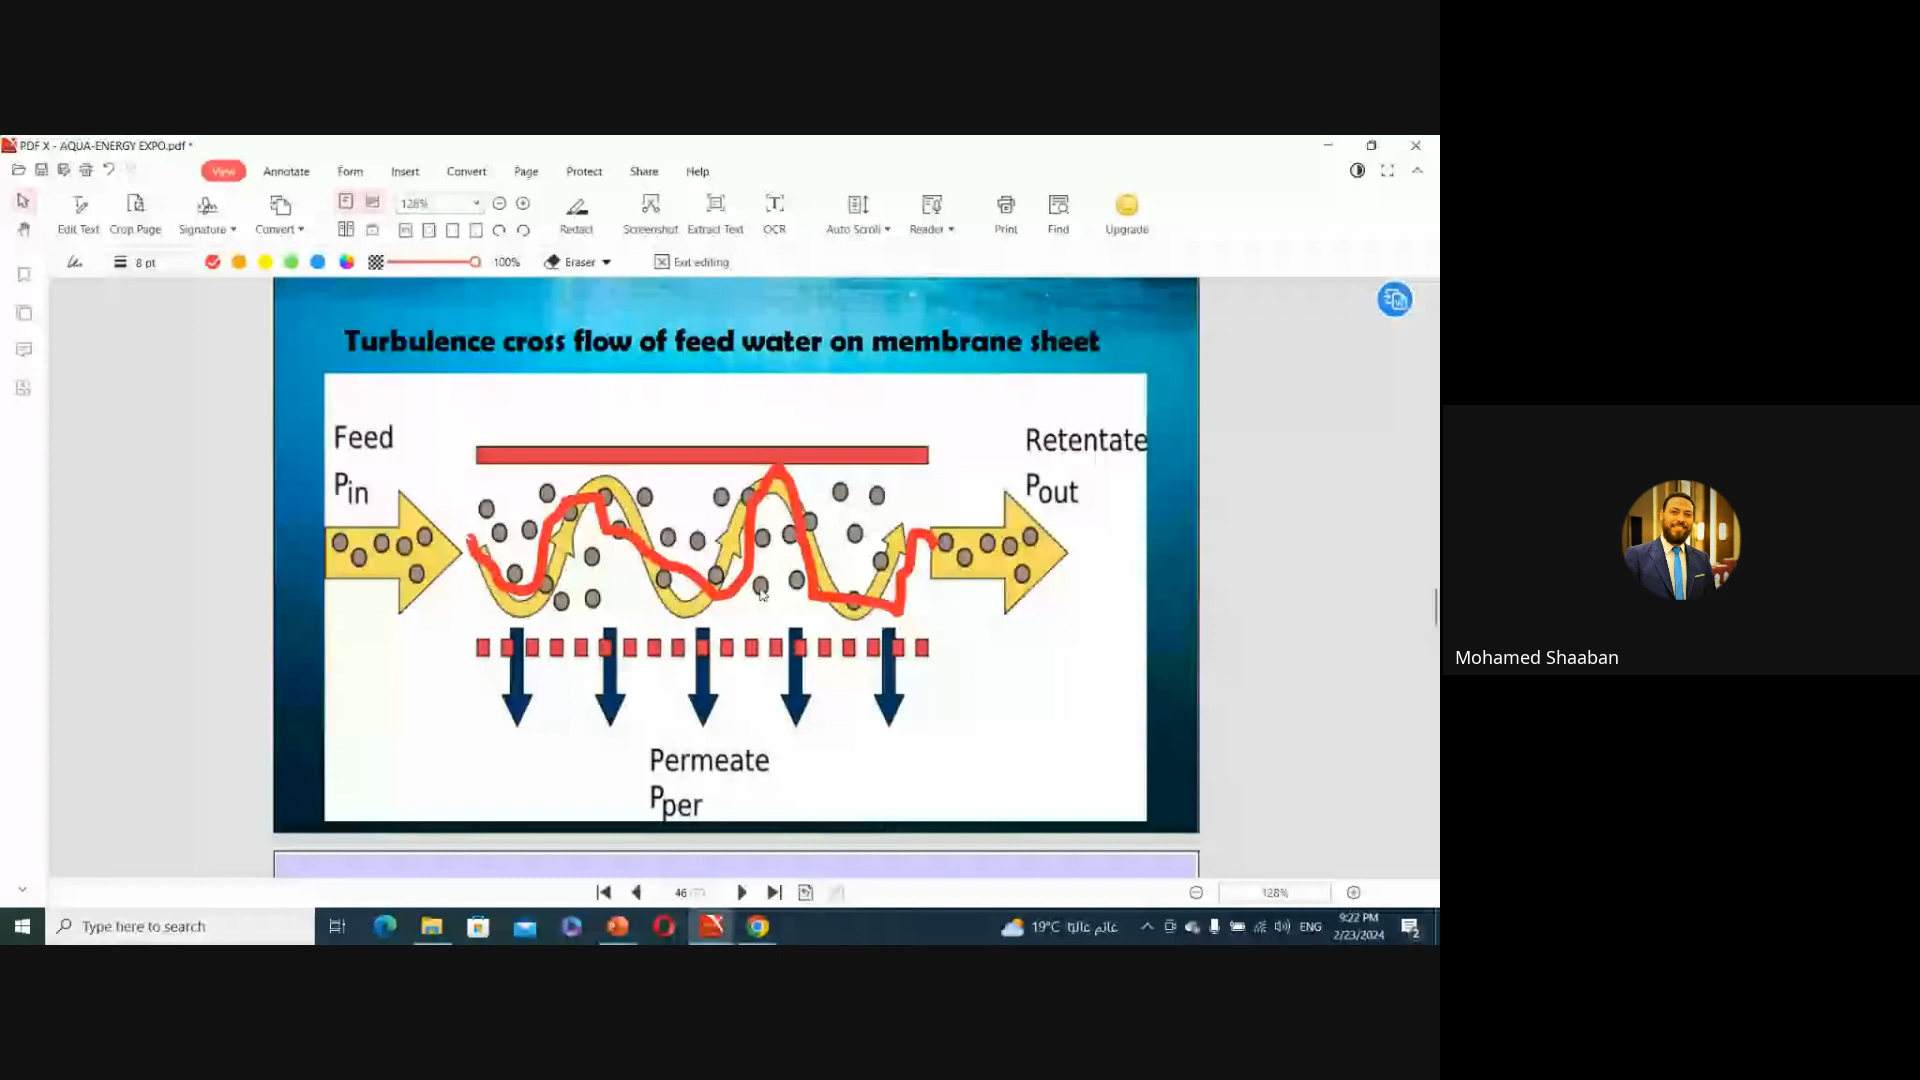 PDF X - AQUA-ENERGY EXPO.pdf *
View Annotate Form Insert Convert Page Protect Share Help
128%
Edit Text Crop Page Signature Convert Redact Screenshot Extract Text OCR Auto Scroll Reader Print Find Upgrade
8 pt 100% Eraser Exit editing
Turbulence cross flow of feed water on membrane sheet
Feed
Pin
Retentate
Pout
Permeate
Pper
Mohamed Shaaban
46
128%
Type here to search
19°C غائم غالبًا
ENG
9:22 PM
2/23/2024
2